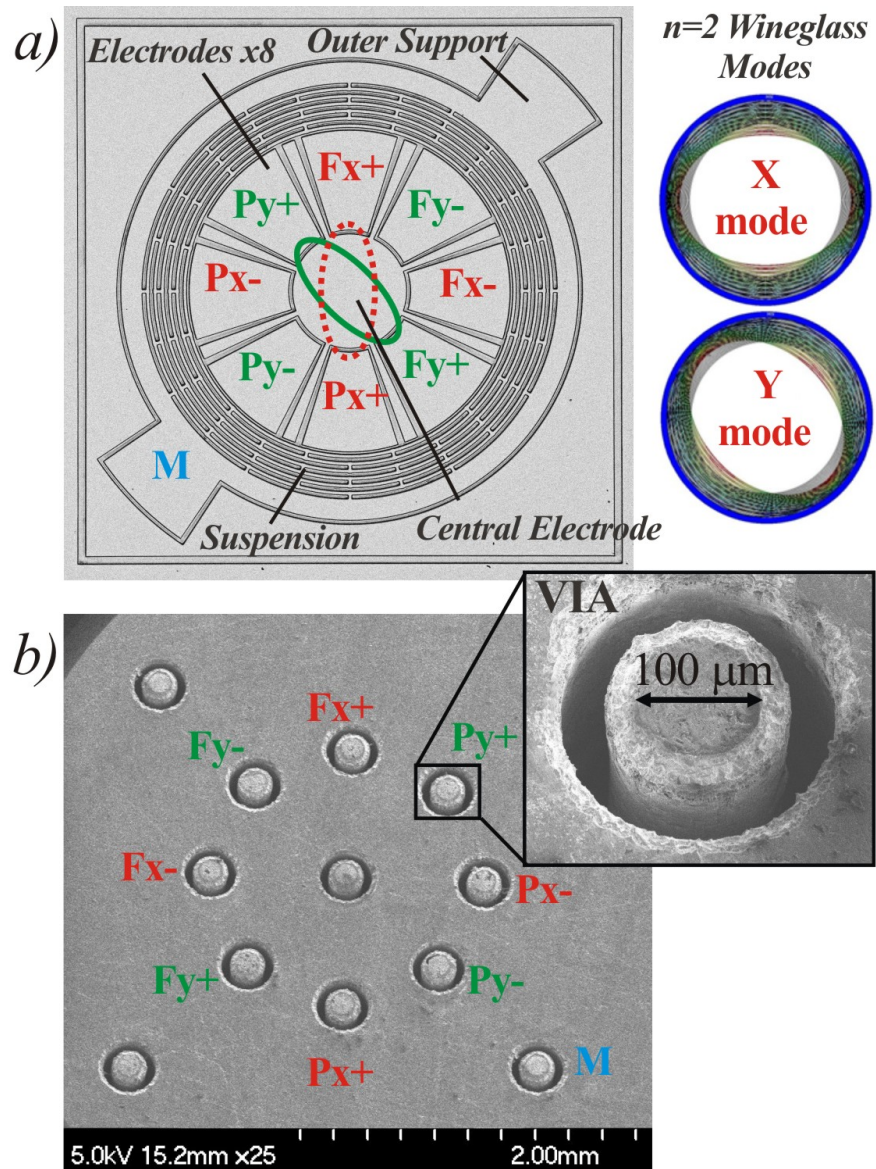 a)
Electrodes x8
Outer Support
n=2 Wineglass
Modes
Fx+
Py+
Fy-
Px-
Fx-
Py-
Fy+
Px+
M
Suspension
Central Electrode
X
mode
Y
mode
b)
VIA
100 μm
Fx+
Fy-
Py+
Fx-
Px-
Fy+
Py-
Px+
M
5.0kV 15.2mm x25
2.00mm